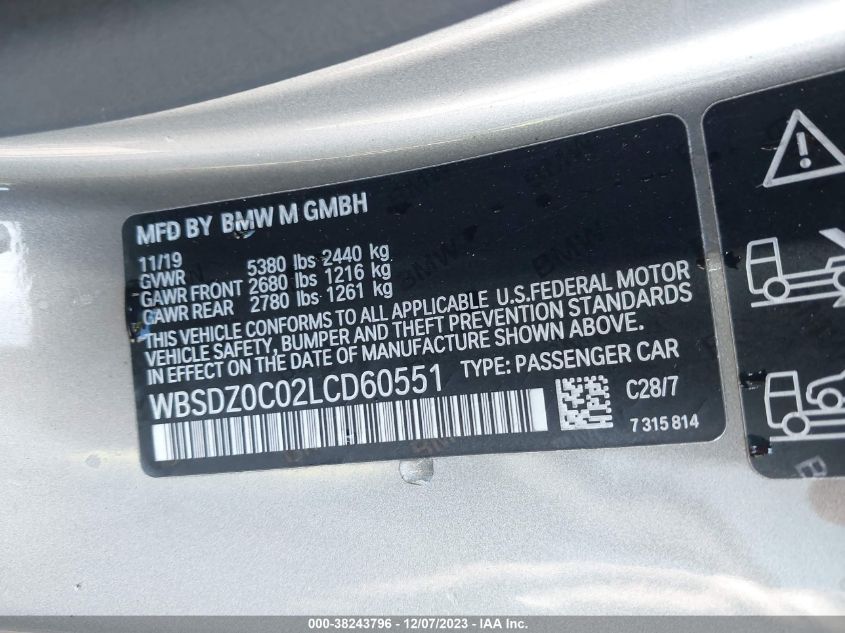 MFD BY BMW M GMBH
11/19
GVWR 5380 lbs 2440 kg
GAWR FRONT 2680 lbs 1216 kg
GAWR REAR 2780 lbs 1261 kg
THIS VEHICLE CONFORMS TO ALL APPLICABLE U.S.FEDERAL MOTOR
VEHICLE SAFETY, BUMPER AND THEFT PREVENTION STANDARDS
IN EFFECT ON THE DATE OF MANUFACTURE SHOWN ABOVE.
WBSDZ0C02LCD60551 TYPE: PASSENGER CAR
C28/7
7 315 814
000-38243796 - 12/07/2023 - IAA Inc.